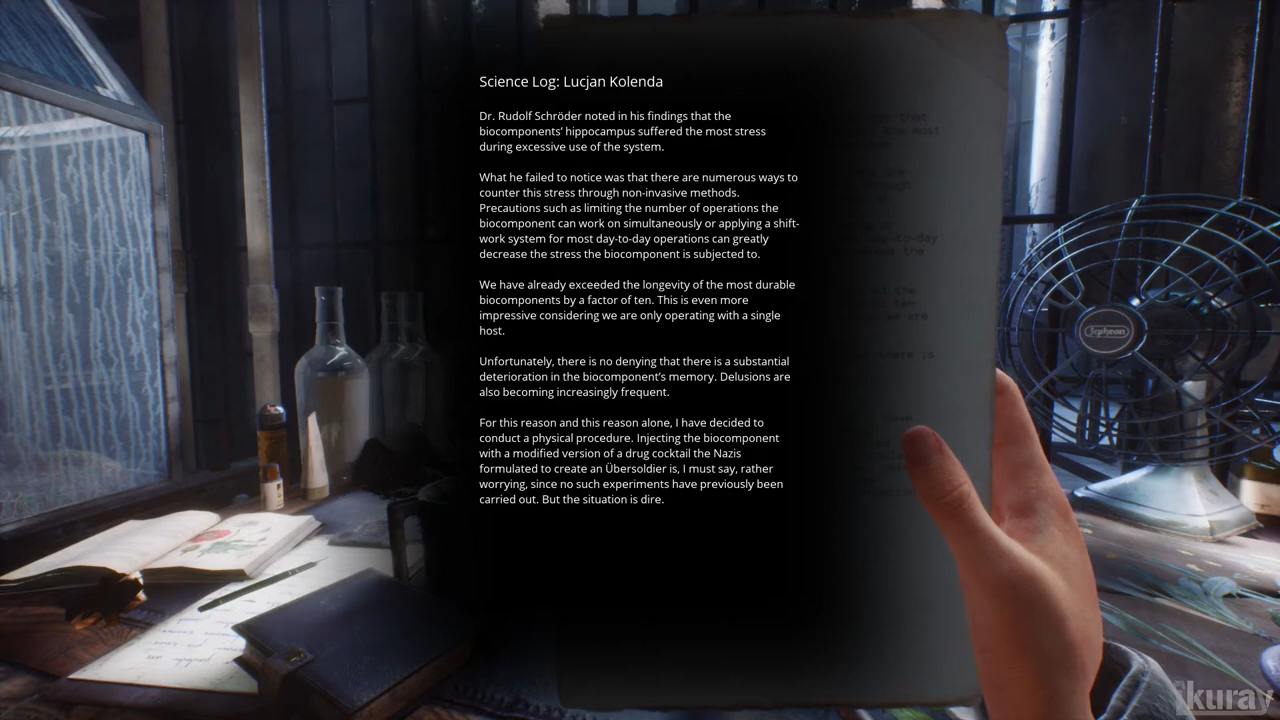 Science Log: Lucjan Kolenda
Dr. Rudolf Schröder noted in his findings that the
biocomponents' hippocampus suffered the most stress
during excessive use of the system.
What he failed to notice was that there are numerous ways to
counter this stress through non-invasive methods.
Precautions such as limiting the number of operations the
biocomponent can work on simultaneously or applying a shift-
work system for most day-to-day operations can greatly
decrease the stress the biocomponent is subjected to.
We have already exceeded the longevity of the most durable
biocomponents by a factor of ten. This is even more
impressive considering we are only operating with a single
host.
Unfortunately, there is no denying that there is a substantial
deterioration in the biocomponent's memory. Delusions are
also becoming increasingly frequent.
For this reason and this reason alone, I have decided to
conduct a physical procedure. Injecting the biocomponent
with a modified version of a drug cocktail the Nazis
formulated to create an Übersoldier is, I must say, rather
worrying, since no such experiments have previously been
carried out. But the situation is dire.
ikuray